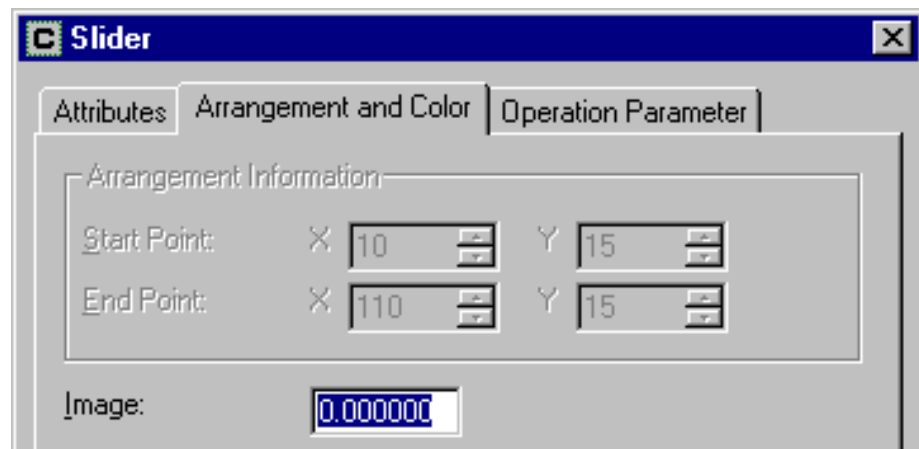 C Slider
Attributes Arrangement and Color Operation Parameter
Arrangement Information
Start Point: X 10 Y 15
End Point: X 110 Y 15
Image: 0.000000